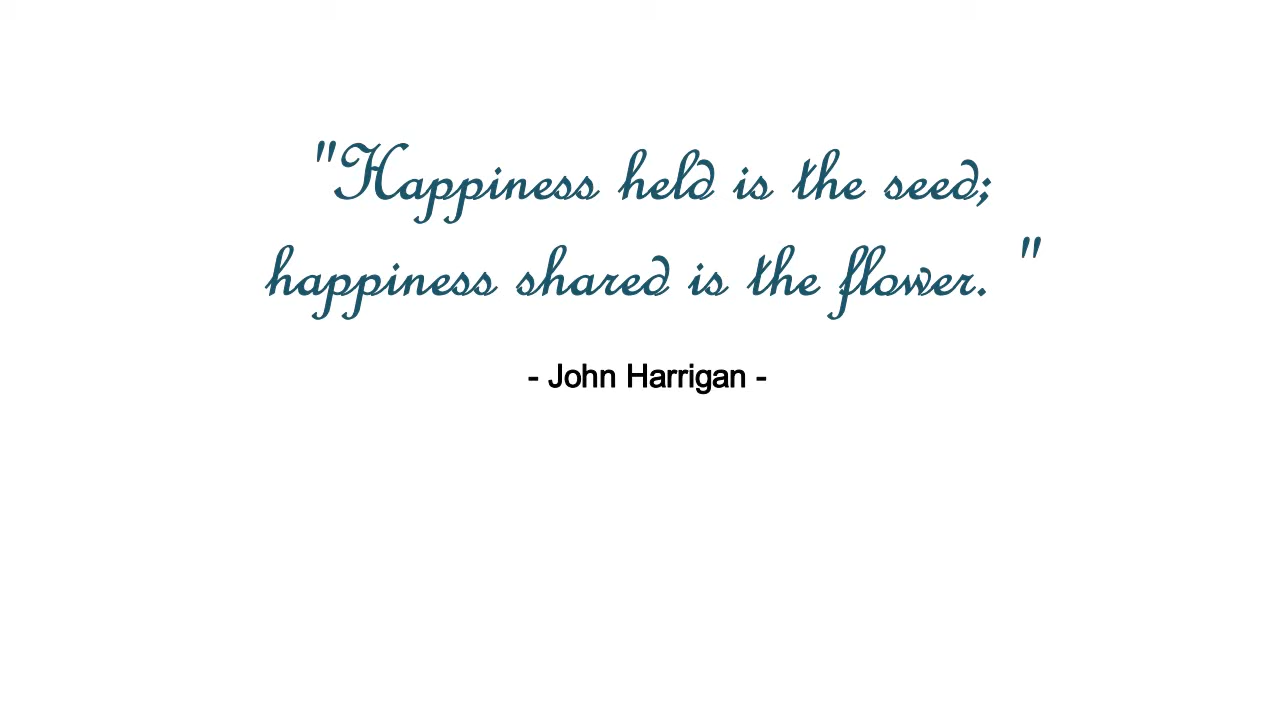 "Happiness held is the seed;
happiness shared is the flower. "
- John Harrigan -